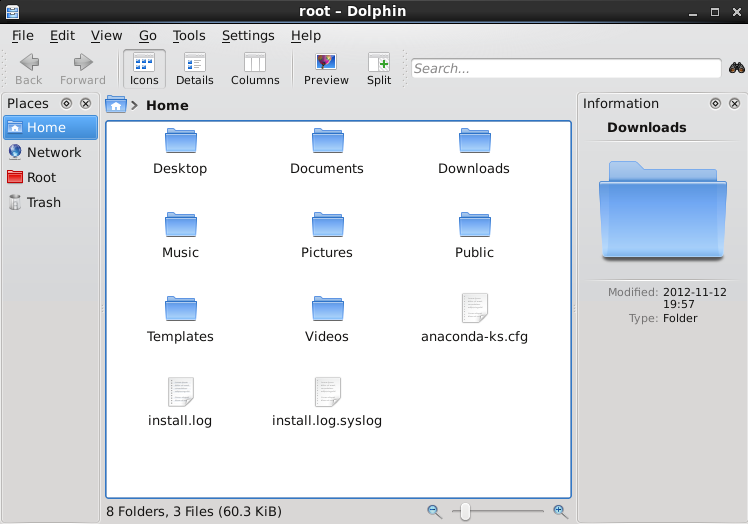 root – Dolphin
File Edit View Go Tools Settings Help
Back Forward Icons Details Columns Preview Split Search...
Places
Home
Network
Root
Trash
Home
Desktop Documents Downloads
Music Pictures Public
Templates Videos anaconda-ks.cfg
install.log install.log.syslog
8 Folders, 3 Files (60.3 KiB)
Information
Downloads
Modified: 2012-11-12
19:57
Type: Folder